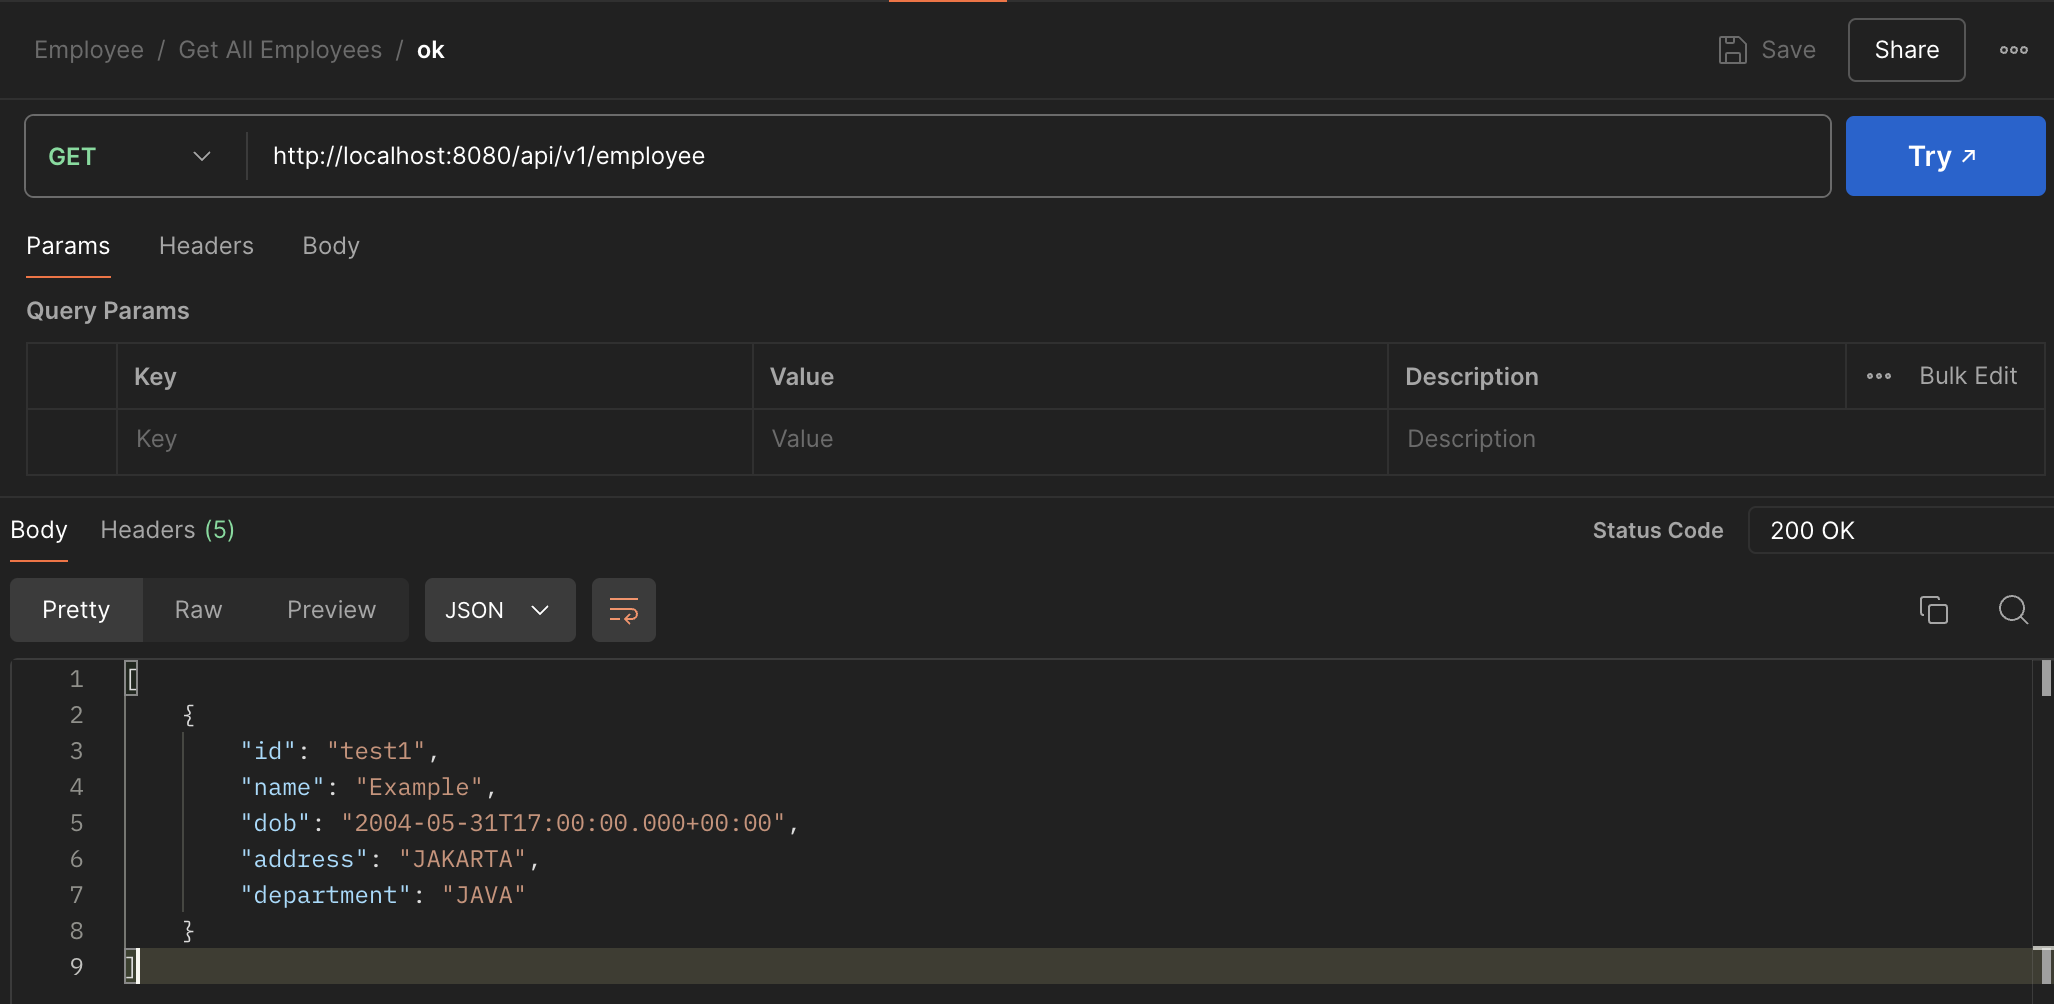 Employee / Get All Employees / ok
Save
Share
GET
http://localhost:8080/api/v1/employee
Try
Params Headers Body
Query Params
Key Value Description Bulk Edit
Key Value Description
Body Headers (5)
Status Code 200 OK
Pretty Raw Preview JSON
1 [
2 {
3 "id": "test1",
4 "name": "Example",
5 "dob": "2004-05-31T17:00:00.000+00:00",
6 "address": "JAKARTA",
7 "department": "JAVA"
8 }
9 ]